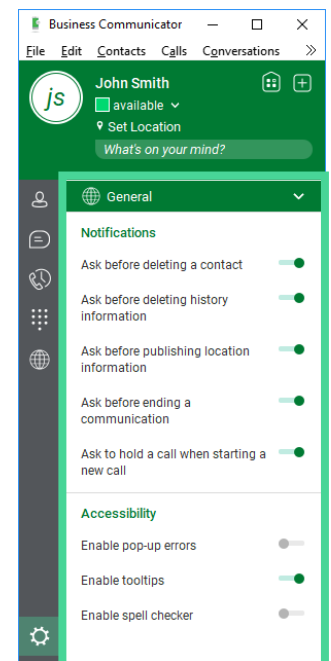 Business Communicator
File Edit Contacts Calls Conversations »
js
John Smith
available
Set Location
What's on your mind?
General
Notifications
Ask before deleting a contact
Ask before deleting history
information
Ask before publishing location
information
Ask before ending a
communication
Ask to hold a call when starting a
new call
Accessibility
Enable pop-up errors
Enable tooltips
Enable spell checker